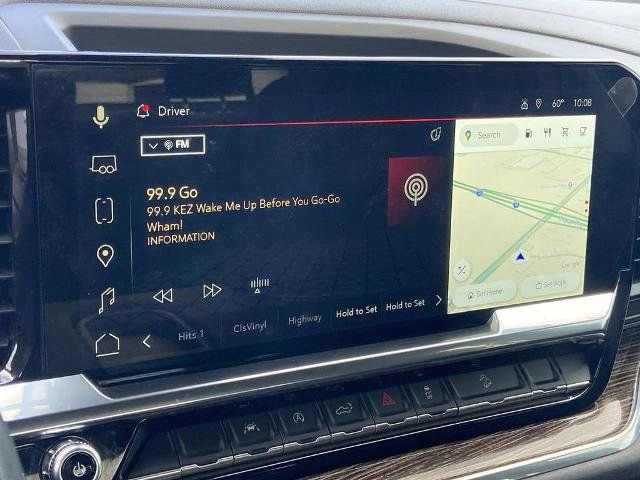 Driver
60° 10:08
FM
Search
99.9 Go
99.9 KEZ Wake Me Up Before You Go-Go
Wham!
INFORMATION
Google
Set Home
Set Work
Hits 1
ClsVinyl
Highway
Hold to Set
Hold to Set